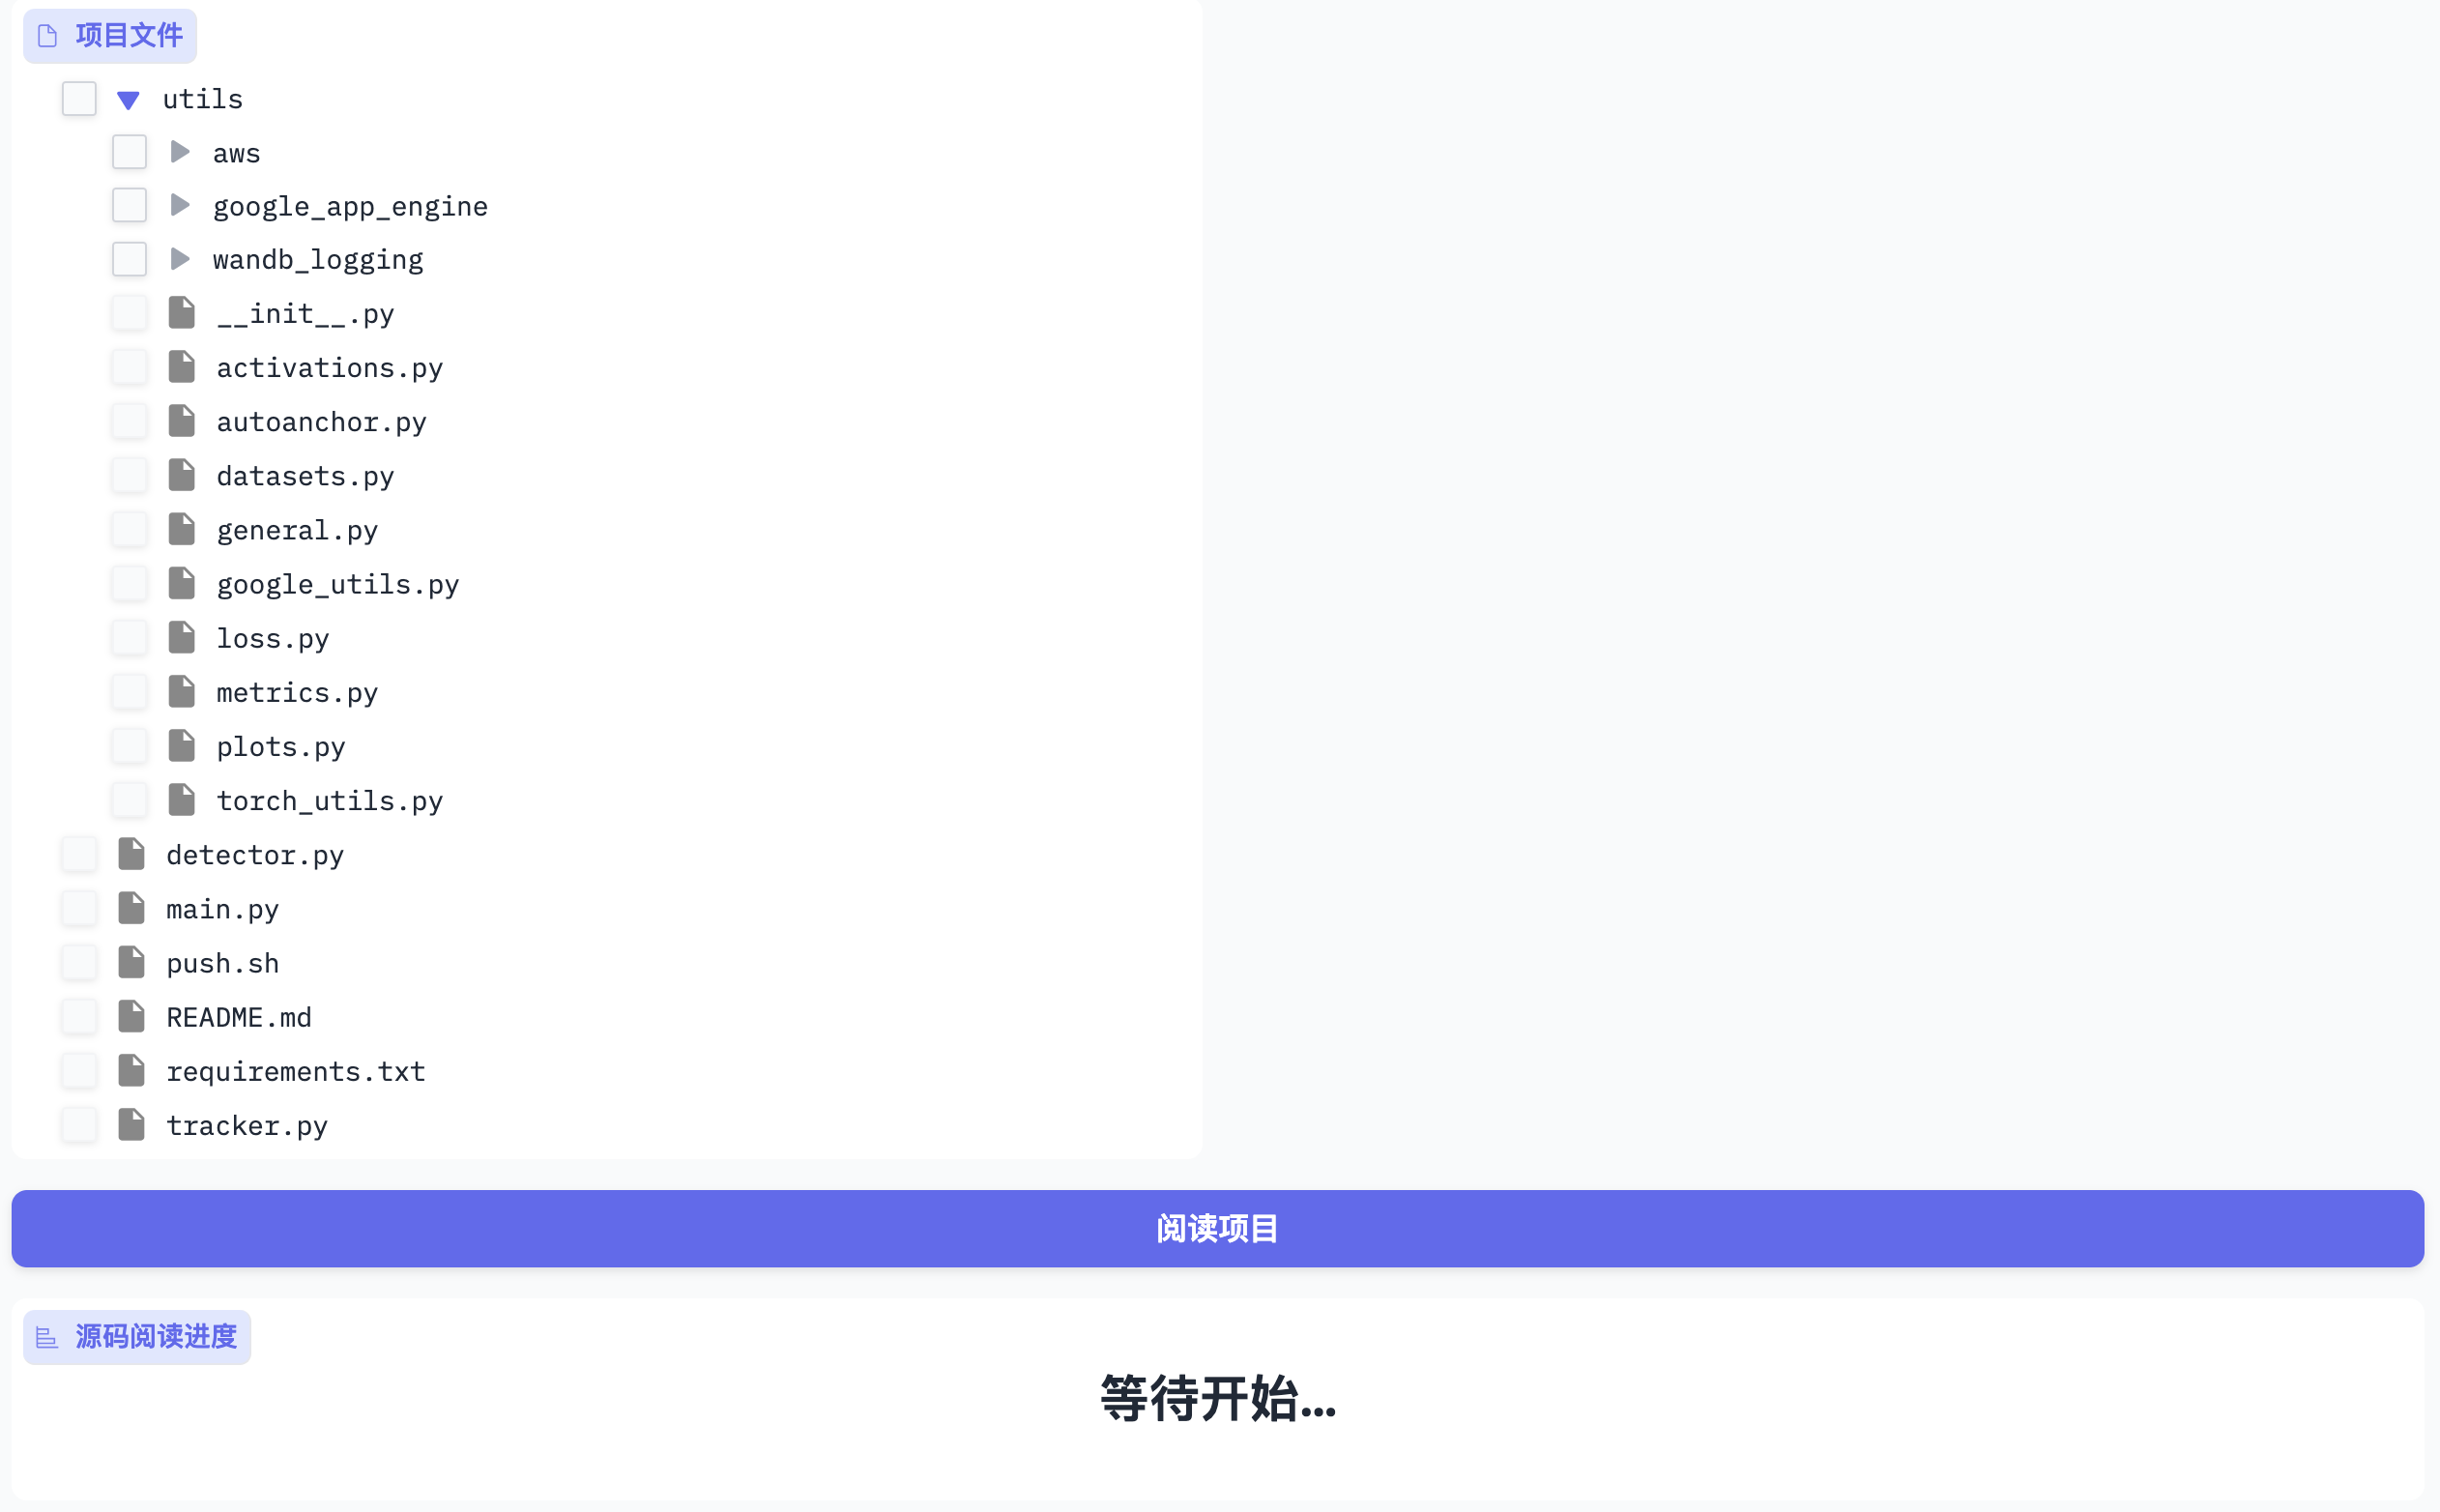 项目文件
utils
aws
google_app_engine
wandb_logging
__init__.py
activations.py
autoanchor.py
datasets.py
general.py
google_utils.py
loss.py
metrics.py
plots.py
torch_utils.py
detector.py
main.py
push.sh
README.md
requirements.txt
tracker.py
阅读项目
源码阅读进度
等待开始...